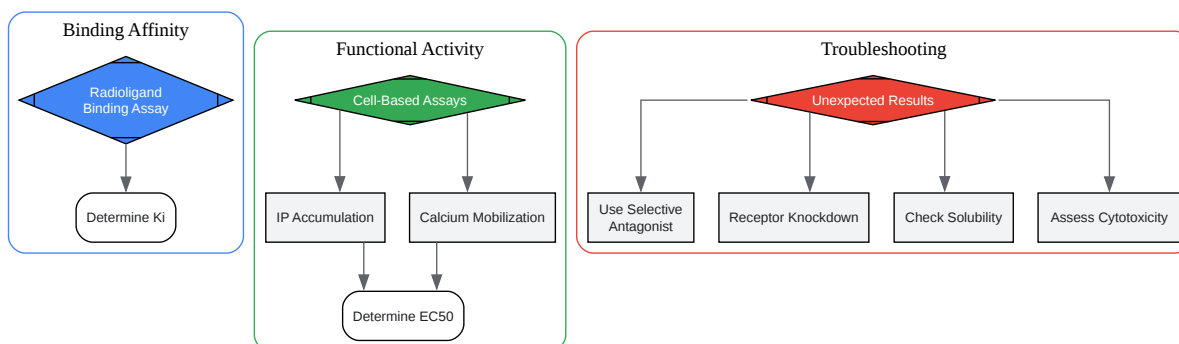 Binding Affinity
Radioligand
Binding Assay
Determine Ki
Functional Activity
Cell-Based Assays
IP Accumulation
Calcium Mobilization
Determine EC50
Troubleshooting
Unexpected Results
Use Selective
Antagonist
Receptor Knockdown
Check Solubility
Assess Cytotoxicity